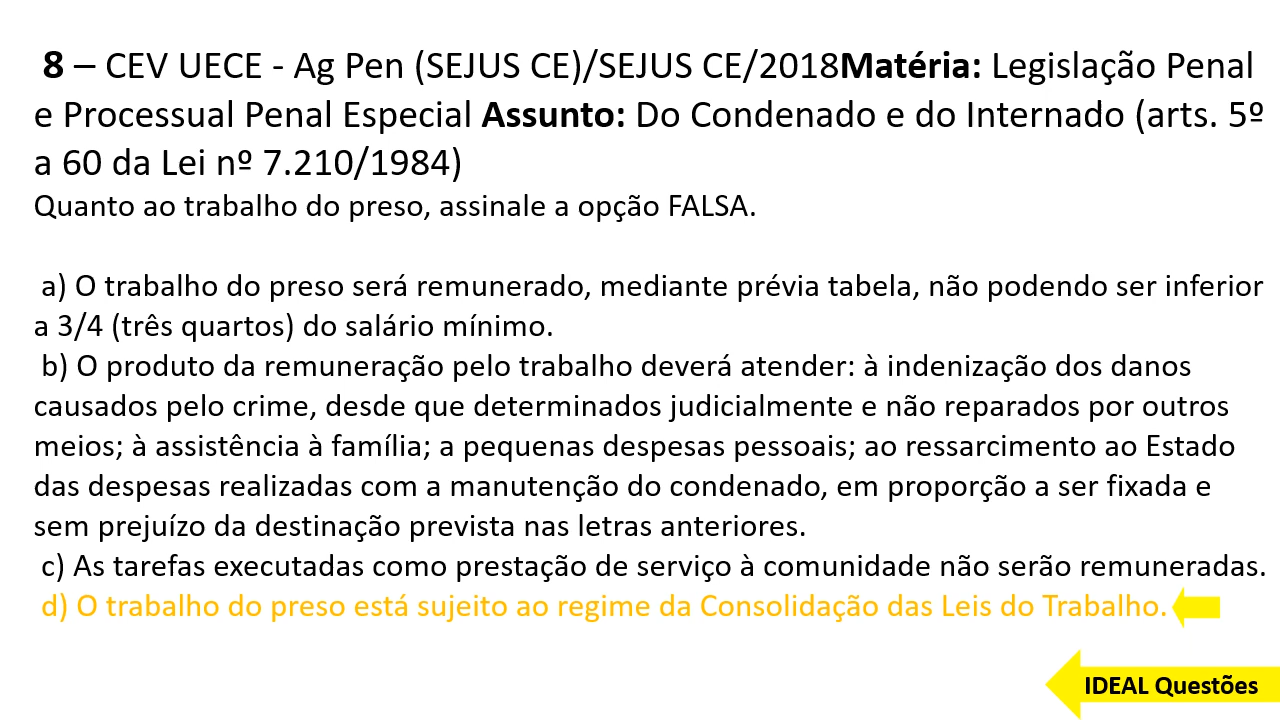 8 – CEV UECE - Ag Pen (SEJUS CE)/SEJUS CE/2018Matéria: Legislação Penal
e Processual Penal Especial Assunto: Do Condenado e do Internado (arts. 5º
a 60 da Lei nº 7.210/1984)
Quanto ao trabalho do preso, assinale a opção FALSA.
a) O trabalho do preso será remunerado, mediante prévia tabela, não podendo ser inferior
a 3/4 (três quartos) do salário mínimo.
b) O produto da remuneração pelo trabalho deverá atender: à indenização dos danos
causados pelo crime, desde que determinados judicialmente e não reparados por outros
meios; à assistência à família; a pequenas despesas pessoais; ao ressarcimento ao Estado
das despesas realizadas com a manutenção do condenado, em proporção a ser fixada e
sem prejuízo da destinação prevista nas letras anteriores.
c) As tarefas executadas como prestação de serviço à comunidade não serão remuneradas.
d) O trabalho do preso está sujeito ao regime da Consolidação das Leis do Trabalho.
IDEAL Questões